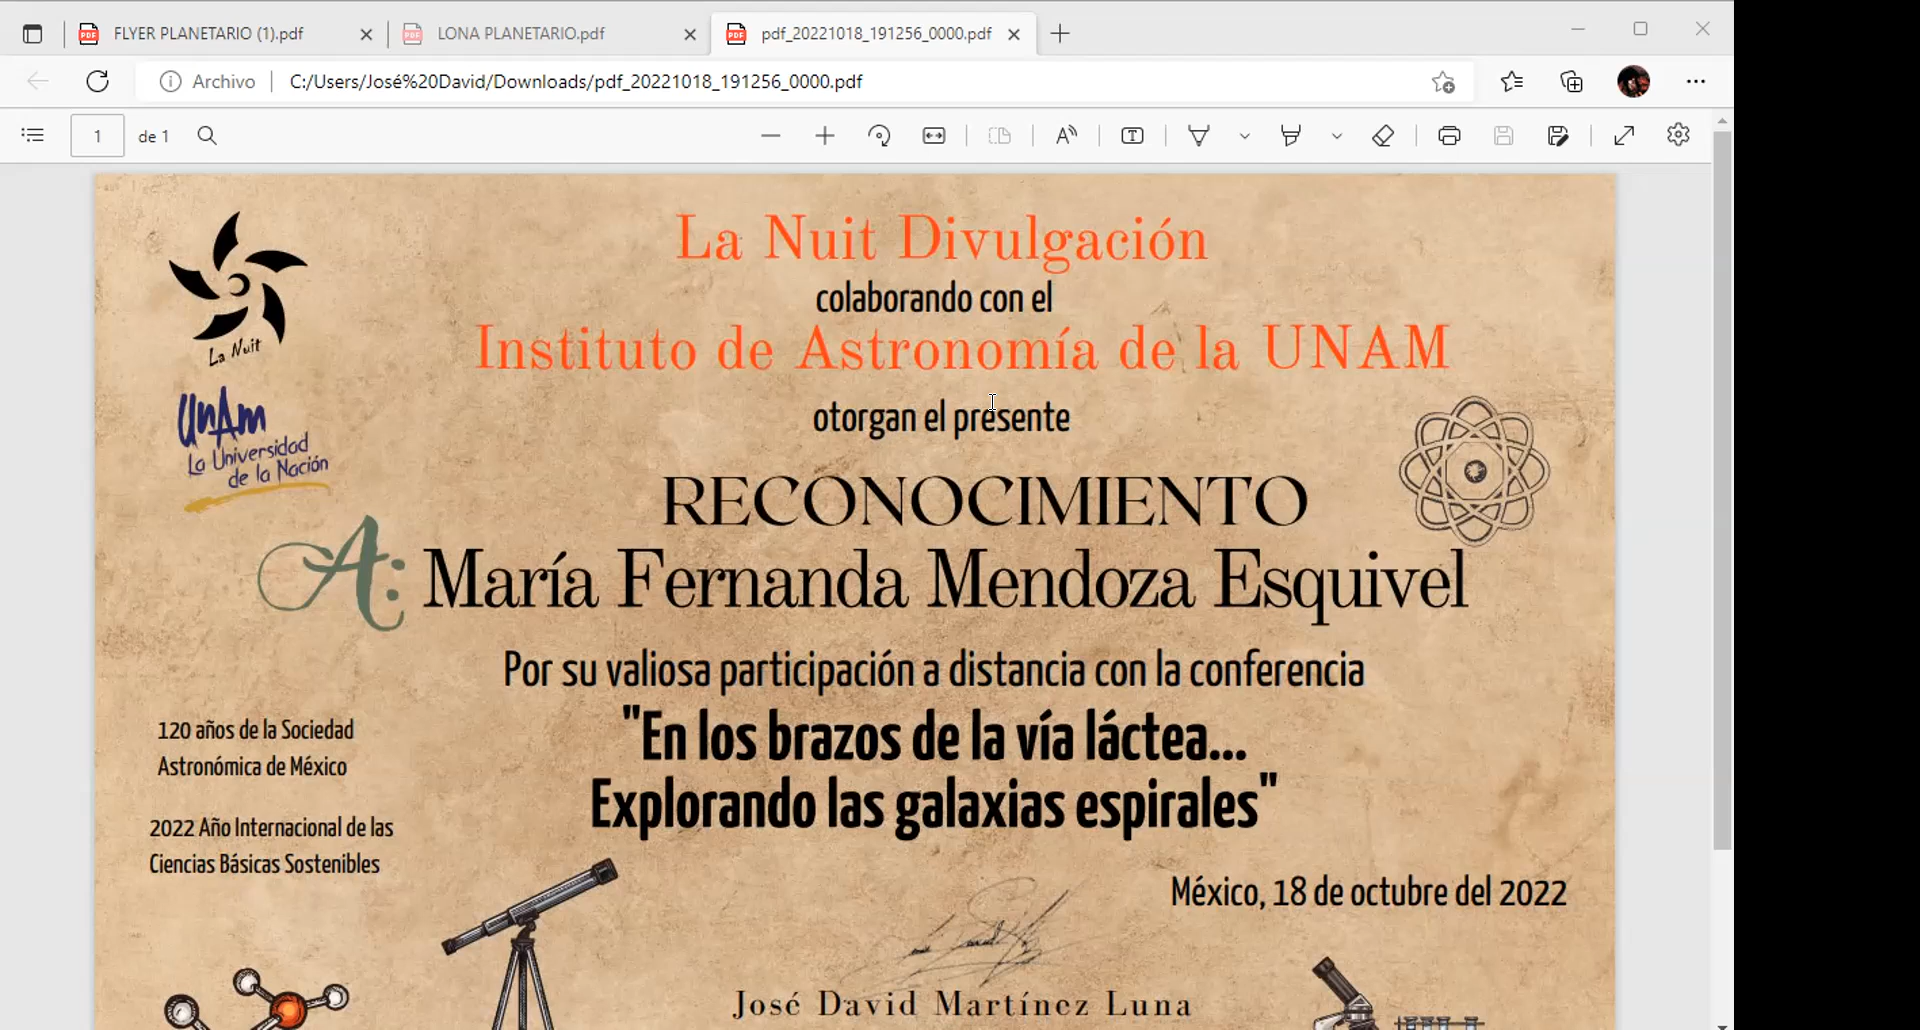 FLYER PLANETARIO (1).pdf
LONA PLANETARIO.pdf
pdf_20221018_191256_0000.pdf
Archivo
C:/Users/José%20David/Downloads/pdf_20221018_191256_0000.pdf
1 de 1
La Nuit Divulgación
colaborando con el
Instituto de Astronomía de la UNAM
otorgan el presente
La Nuit
UnAm
La Universidad
de la Nación
RECONOCIMIENTO
A: María Fernanda Mendoza Esquivel
Por su valiosa participación a distancia con la conferencia
"En los brazos de la vía láctea...
Explorando las galaxias espirales"
120 años de la Sociedad
Astronómica de México
2022 Año Internacional de las
Ciencias Básicas Sostenibles
México, 18 de octubre del 2022
José David Martínez Luna